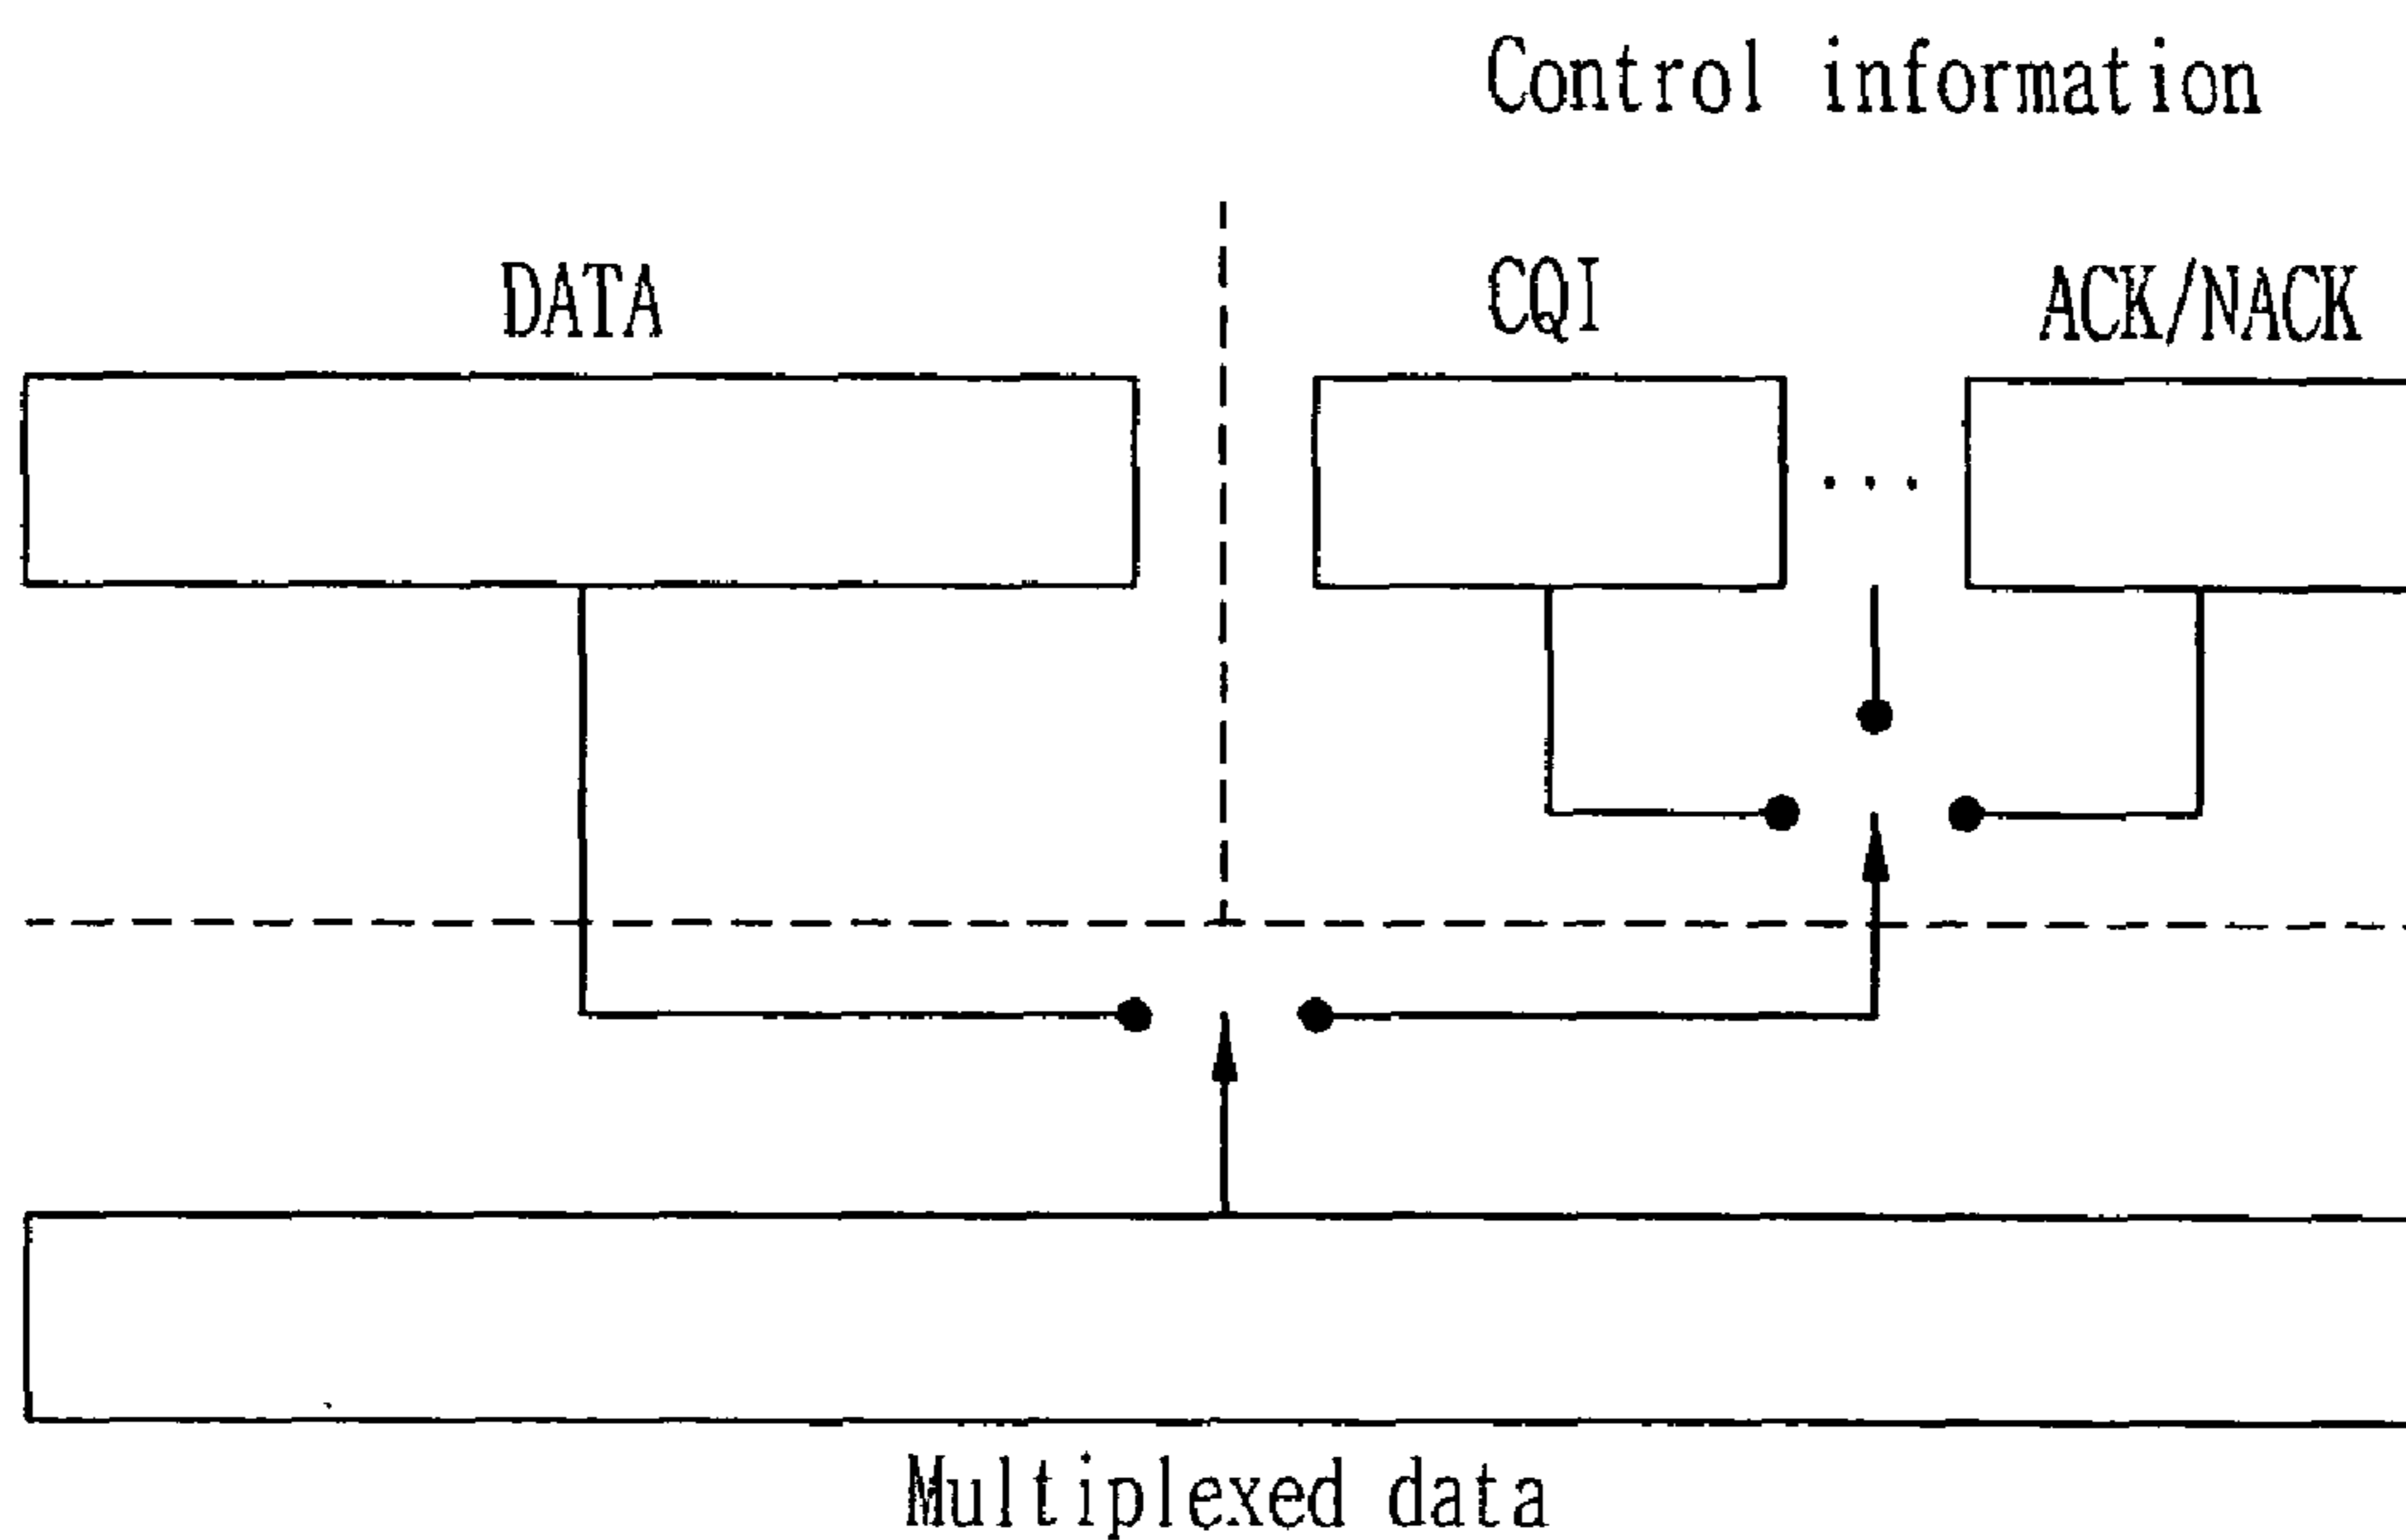 Control information
DATA CQI ACK/NACK
Multiplexed data